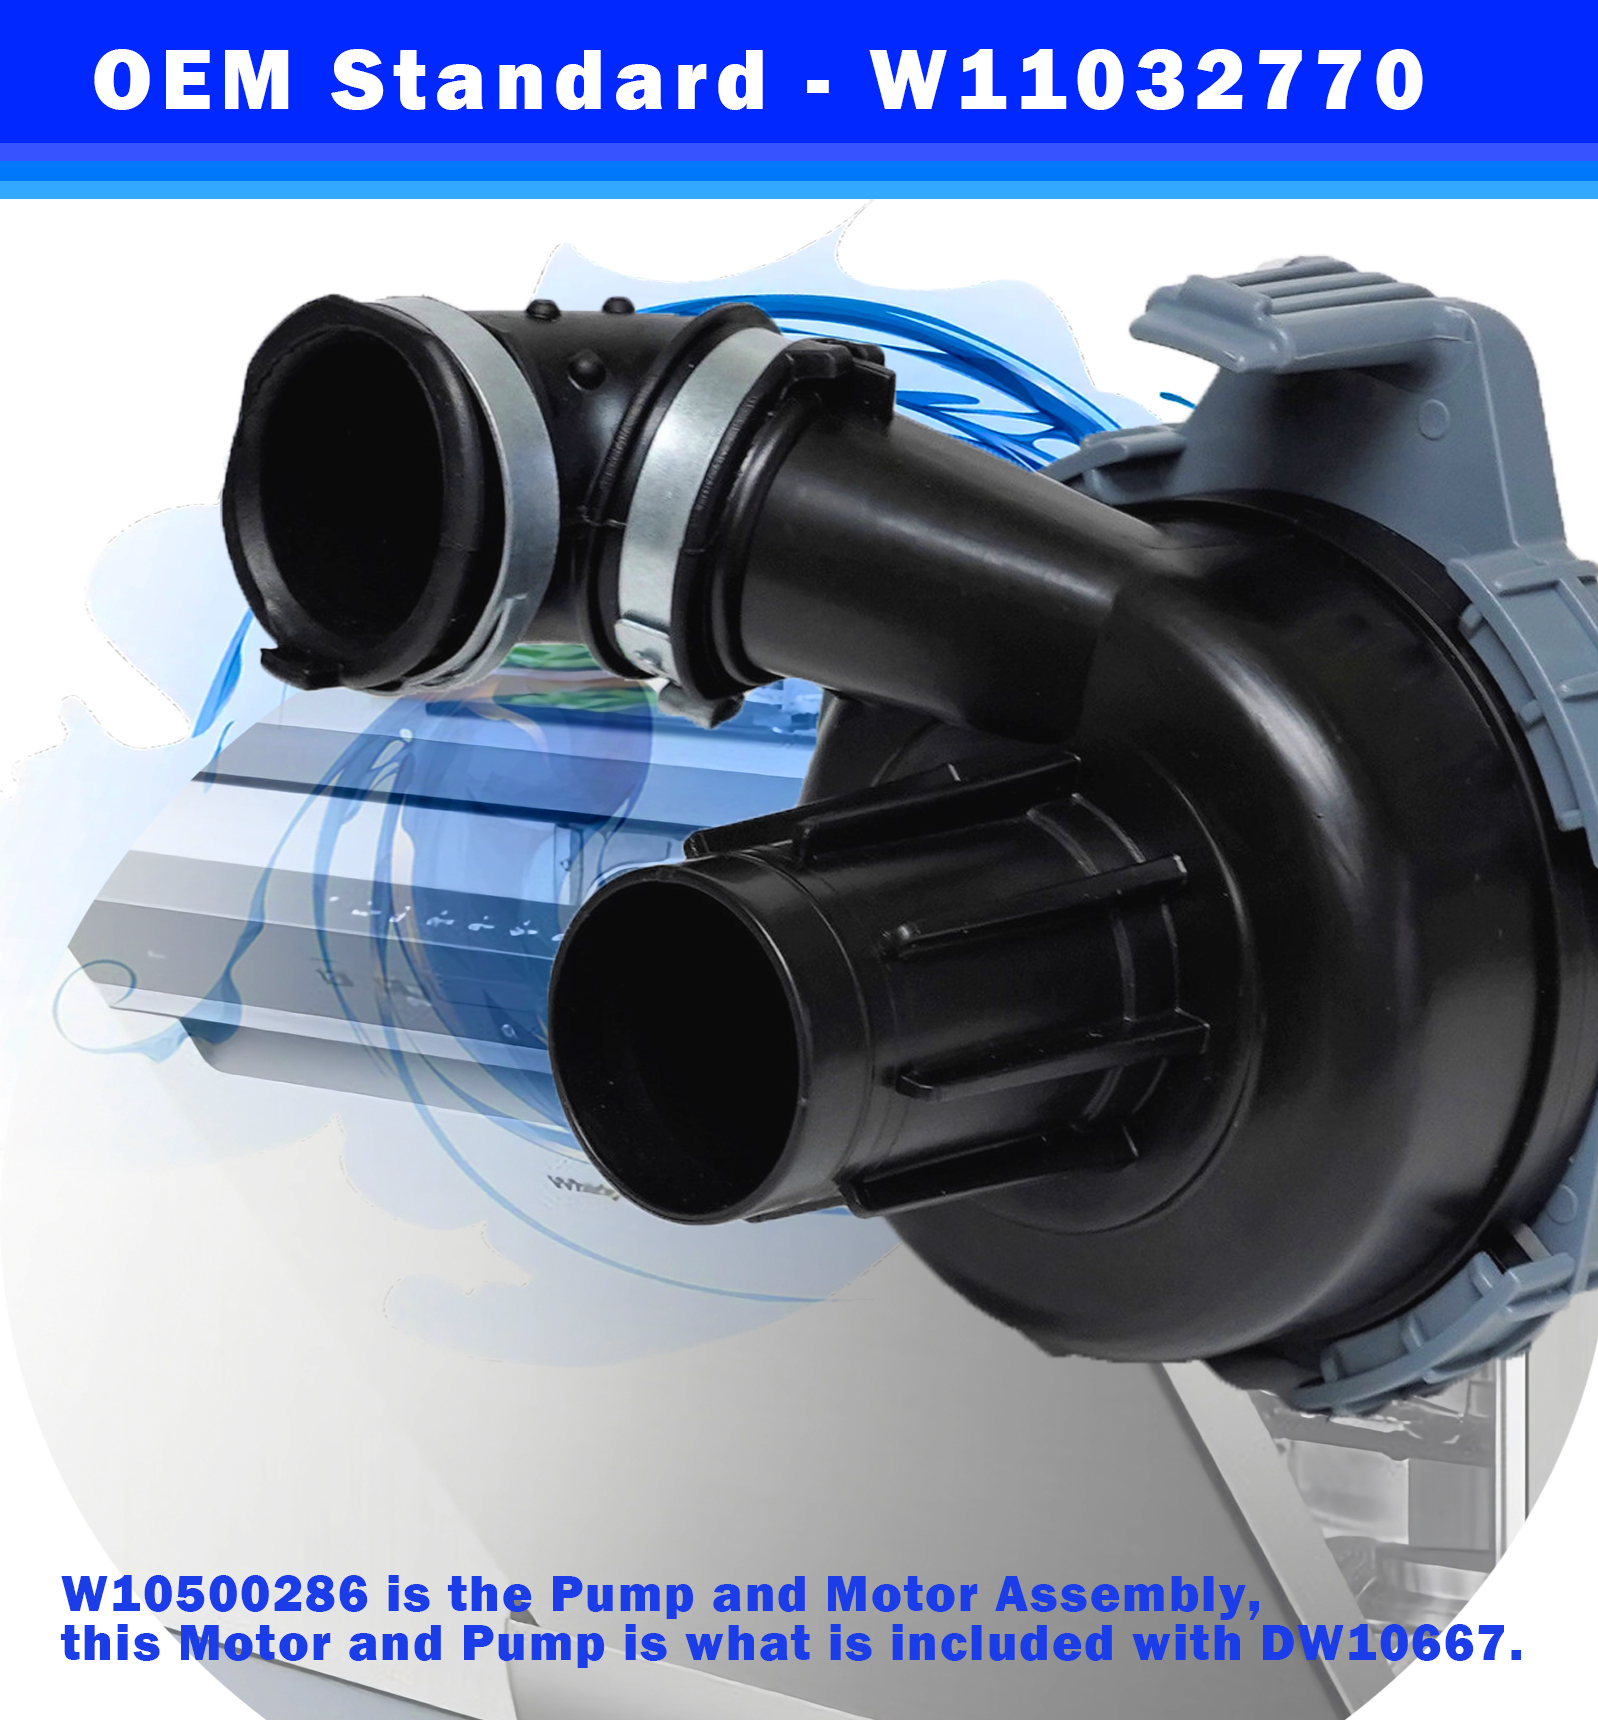 OEM Standard - W11032770
W10500286 is the Pump and Motor Assembly,
this Motor and Pump is what is included with DW10667.